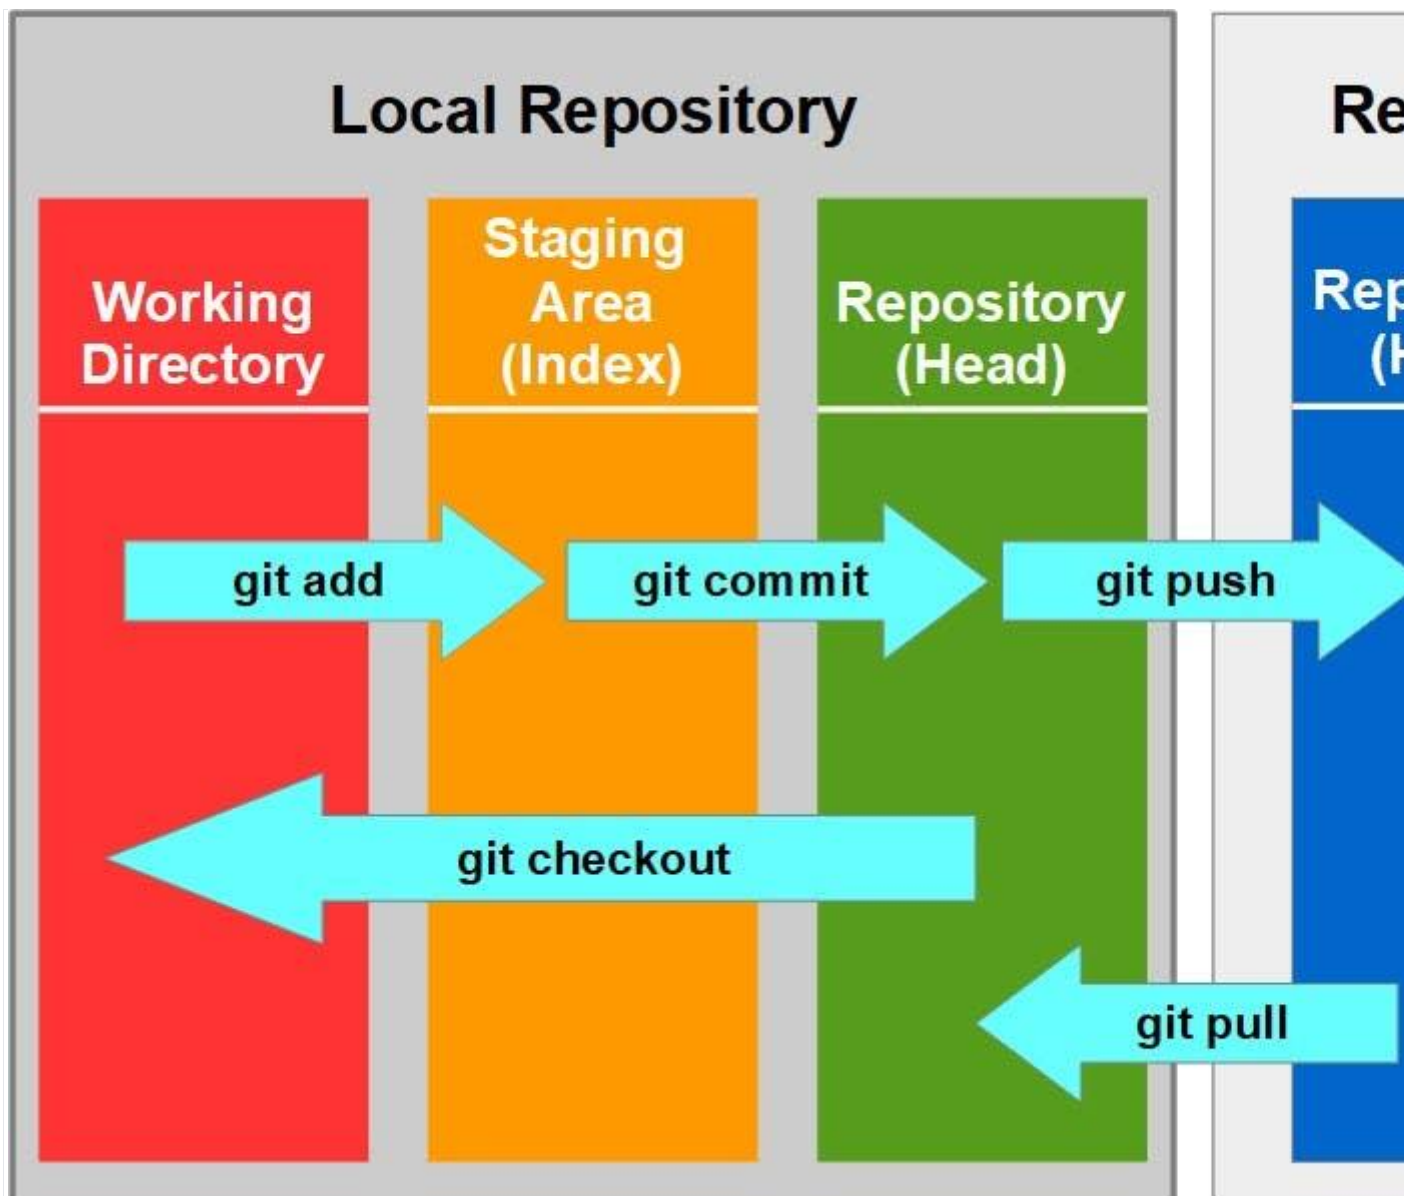 Local Repository
Re
Working
Directory
Staging
Area
(Index)
Repository
(Head)
Rep
(H
git add
git commit
git push
git checkout
git pull